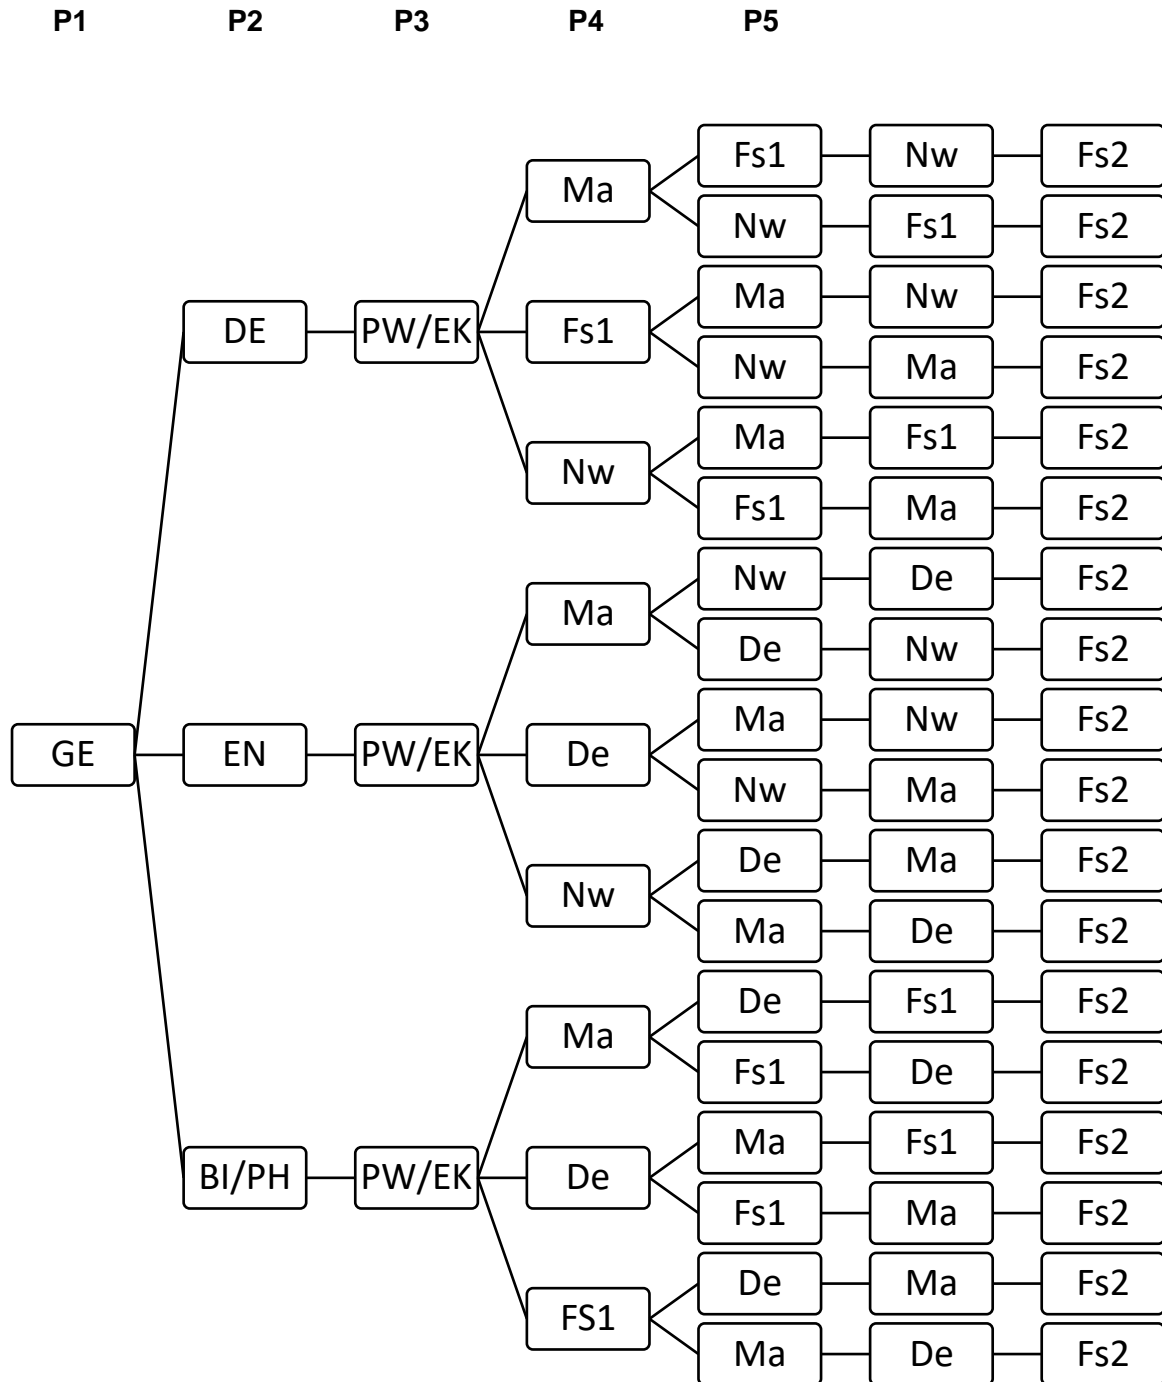 P1 P2 P3 P4 P5
Fs1 Nw Fs2
Ma
Nw Fs1 Fs2
Ma Nw Fs2
DE PW/EK Fs1
Nw Ma Fs2
Ma Fs1 Fs2
Nw
Fs1 Ma Fs2
Nw De Fs2
Ma
De Nw Fs2
Ma Nw Fs2
GE EN PW/EK De
Nw Ma Fs2
De Ma Fs2
Nw
Ma De Fs2
De Fs1 Fs2
Ma
Fs1 De Fs2
Ma Fs1 Fs2
BI/PH PW/EK De
Fs1 Ma Fs2
De Ma Fs2
FS1
Ma De Fs2